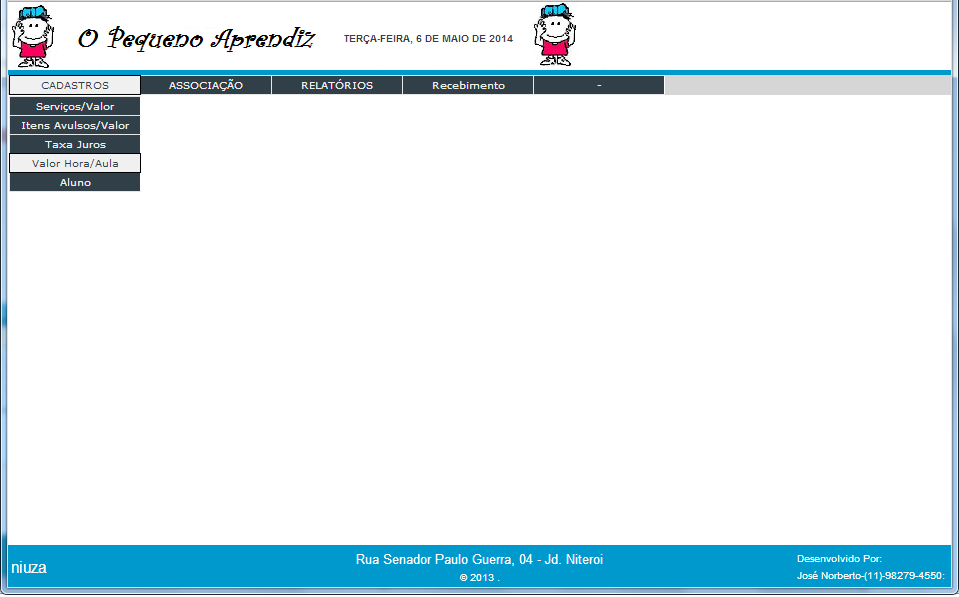 O Pequeno Aprendiz
TERÇA-FEIRA, 6 DE MAIO DE 2014
CADASTROS ASSOCIAÇÃO RELATÓRIOS Recebimento -
Serviços/Valor
Itens Avulsos/Valor
Taxa Juros
Valor Hora/Aula
Aluno
niuza
Rua Senador Paulo Guerra, 04 - Jd. Niteroi
© 2013 .
Desenvolvido Por:
José Norberto-(11)-98279-4550: